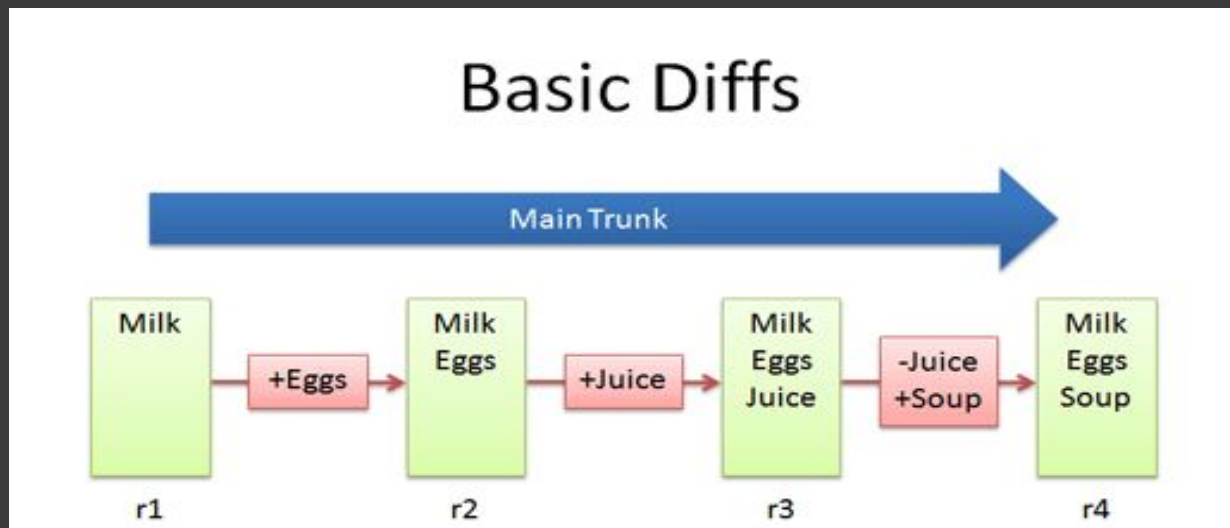 Basic Diffs
Main Trunk
Milk
+Eggs
Milk
Eggs
+Juice
Milk
Eggs
Juice
-Juice
+Soup
Milk
Eggs
Soup
r1
r2
r3
r4